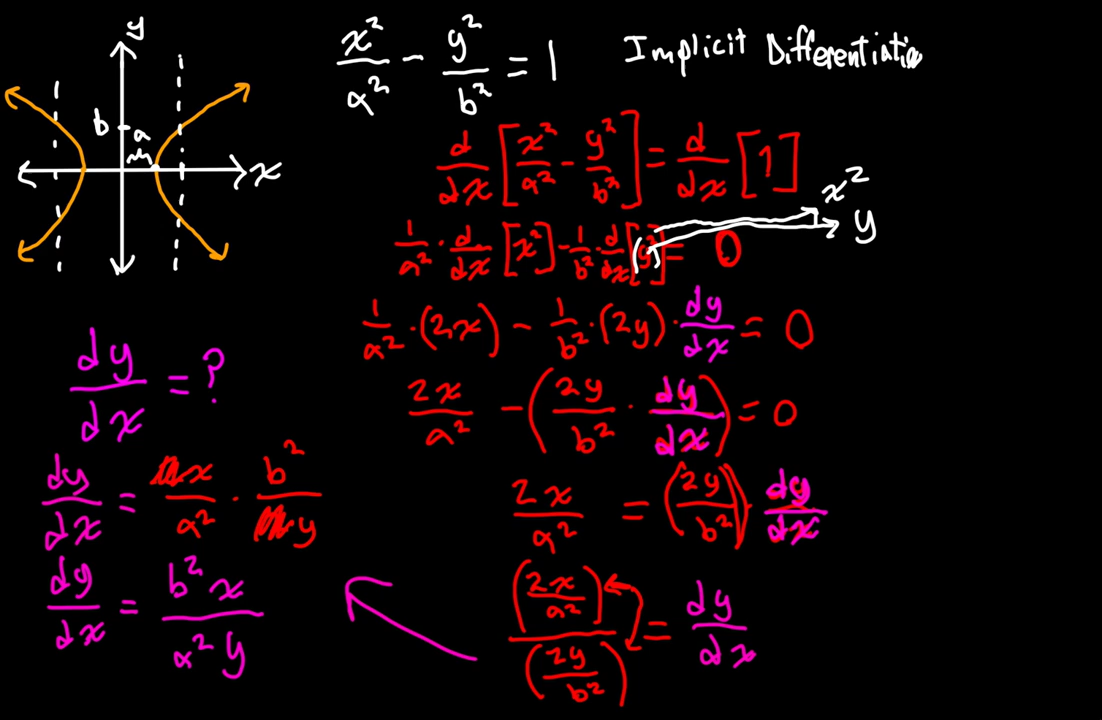 y
b
a
x
x²/a² - y²/b² = 1
Implicit Differentiation
d/dx [x²/a² - y²/b²] = d/dx [1]
1/a² · d/dx [x²] - 1/b² · d/dx [y²] = 0
x²
y
1/a² · (2x) - 1/b² · (2y) · dy/dx = 0
2x/a² - (2y/b² · dy/dx) = 0
2x/a² = (2y/b²) dy/dx
(2x/a²)/(2y/b²) = dy/dx
dy/dx = ?
dy/dx = x/a² · b²/y
dy/dx = b²x/a²y